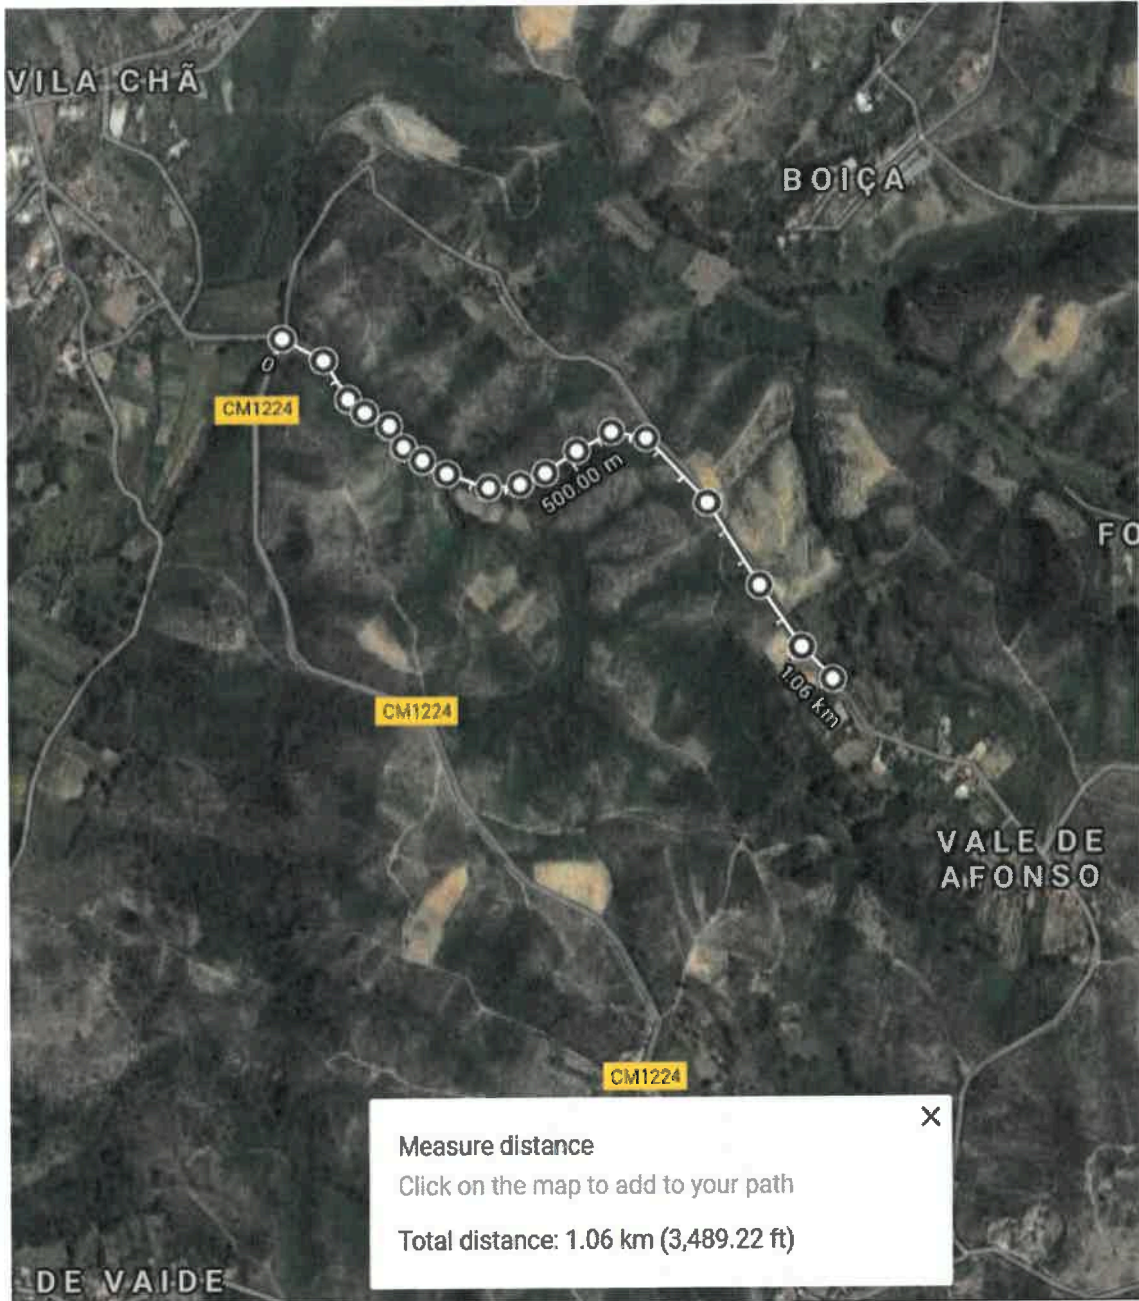 VILA CHÃ
BOIÇA
0
CM1224
500.00 m
FO
1.06 km
CM1224
VALE DE
AFONSO
CM1224
Measure distance
Click on the map to add to your path
Total distance: 1.06 km (3,489.22 ft)
DE VAIDE